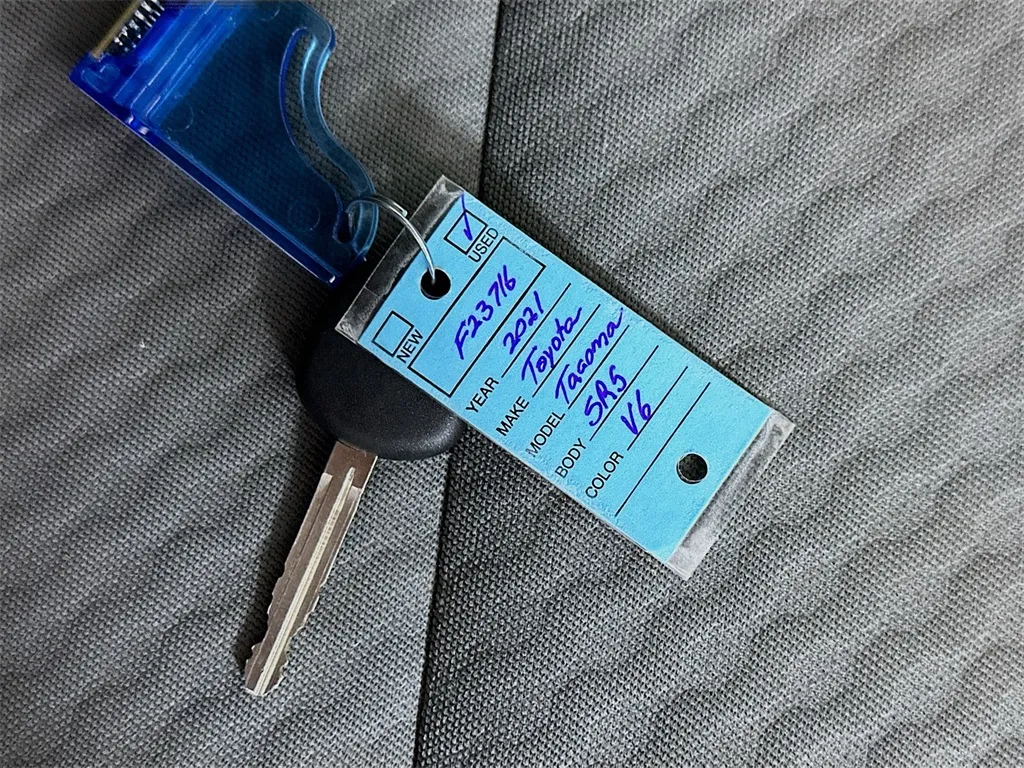 ✓ USED
NEW
F23716
YEAR 2021
MAKE Toyota
MODEL Tacoma
BODY SR5
COLOR V6